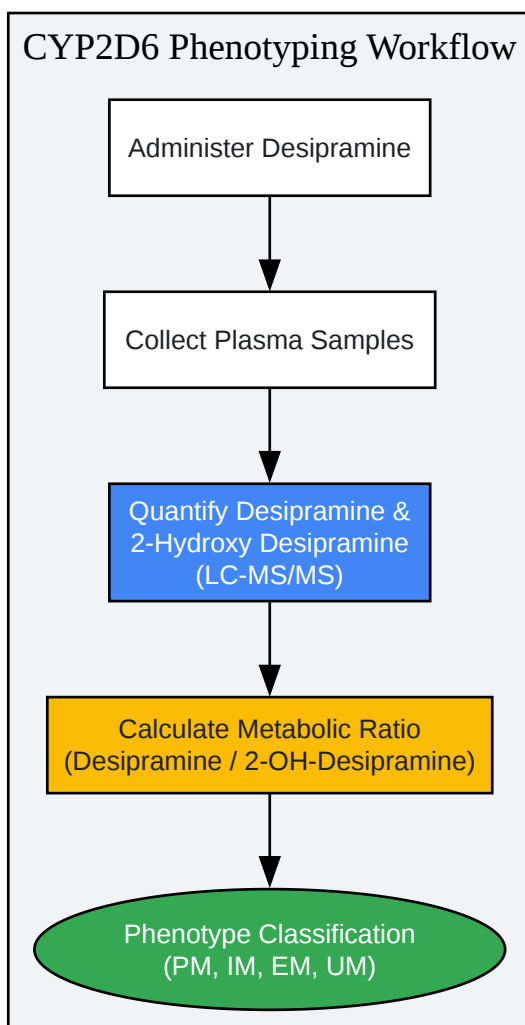 CYP2D6 Phenotyping Workflow
Administer Desipramine
Collect Plasma Samples
Quantify Desipramine &
2-Hydroxy Desipramine
(LC-MS/MS)
Calculate Metabolic Ratio
(Desipramine / 2-OH-Desipramine)
Phenotype Classification
(PM, IM, EM, UM)